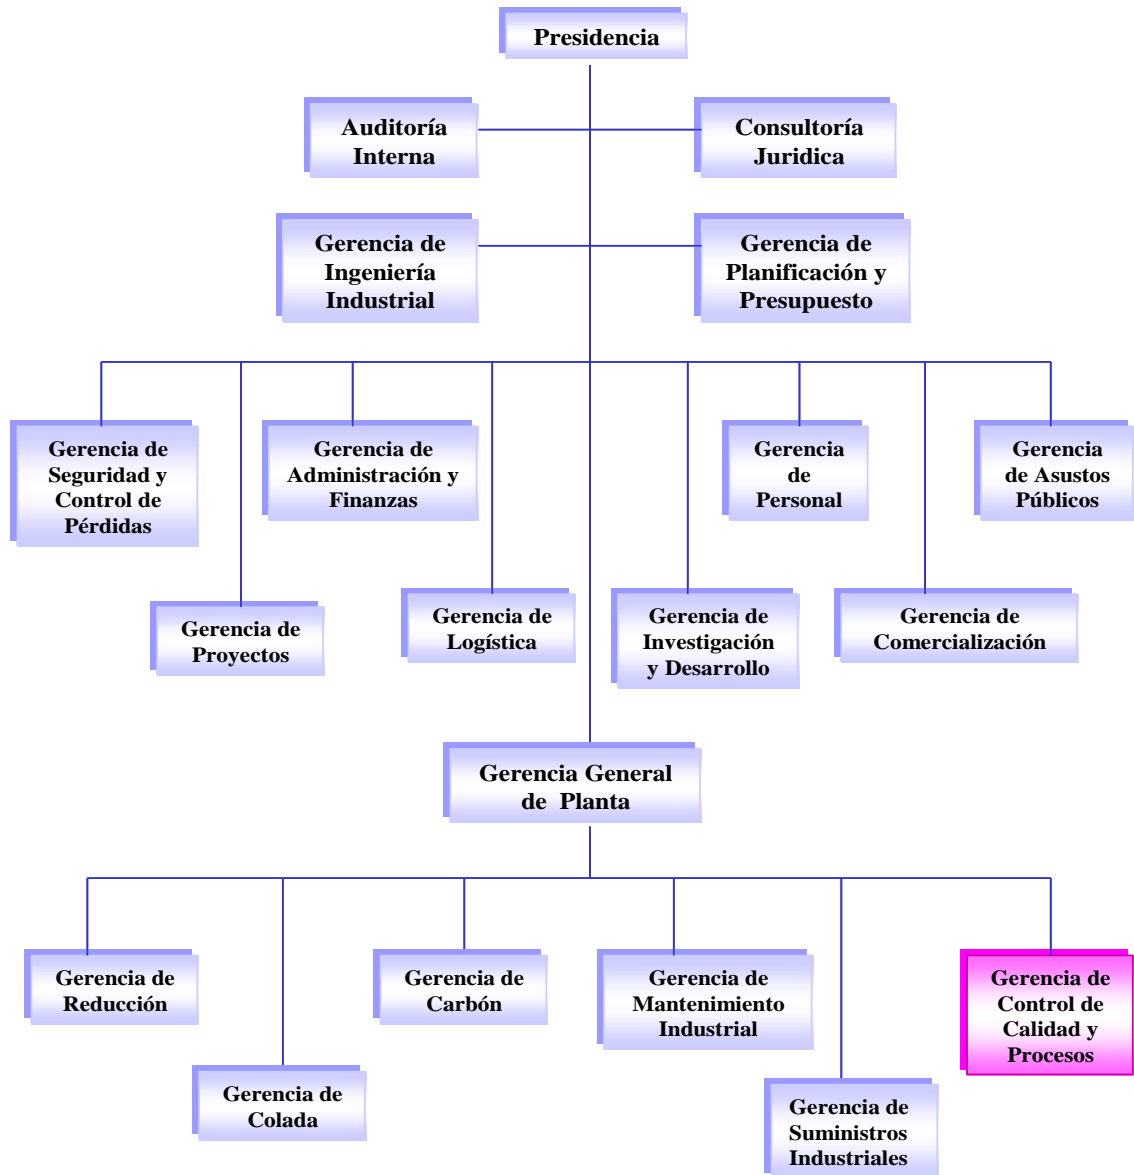 Presidencia
Auditoría
Interna
Consultoría
Juridica
Gerencia de
Ingeniería
Industrial
Gerencia de
Planificación y
Presupuesto
Gerencia de
Seguridad y
Control de
Pérdidas
Gerencia de
Administración y
Finanzas
Gerencia
de
Personal
Gerencia
de Asustos
Públicos
Gerencia de
Proyectos
Gerencia de
Logística
Gerencia de
Investigación
y Desarrollo
Gerencia de
Comercialización
Gerencia General
de Planta
Gerencia de
Reducción
Gerencia de
Carbón
Gerencia de
Mantenimiento
Industrial
Gerencia de
Control de
Calidad y
Procesos
Gerencia de
Colada
Gerencia de
Suministros
Industriales